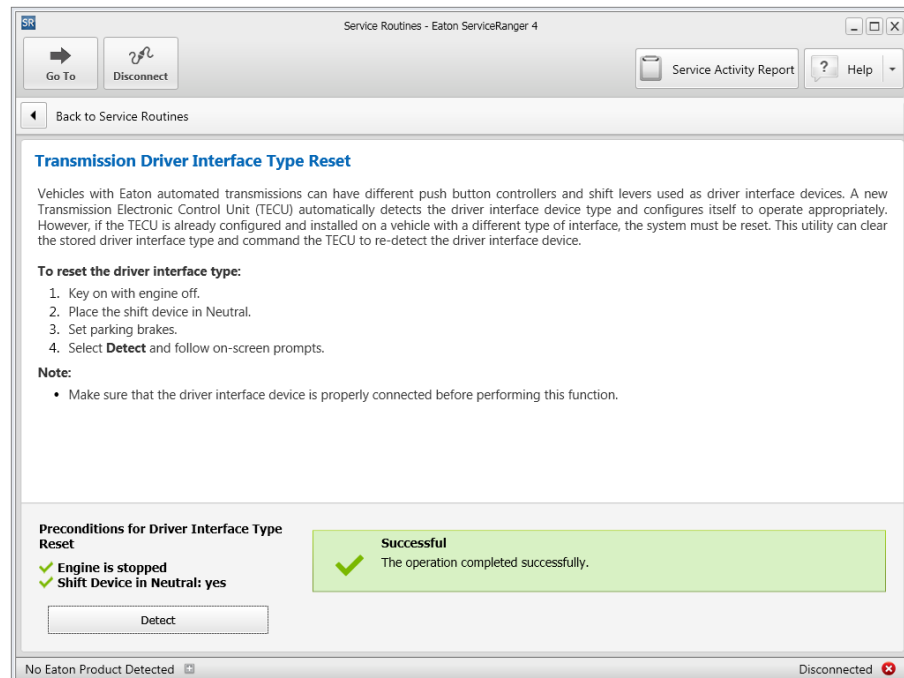 SR
Service Routines - Eaton ServiceRanger 4
Go To
Disconnect
Service Activity Report
? Help
Back to Service Routines
Transmission Driver Interface Type Reset
Vehicles with Eaton automated transmissions can have different push button controllers and shift levers used as driver interface devices. A new
Transmission Electronic Control Unit (TECU) automatically detects the driver interface device type and configures itself to operate appropriately.
However, if the TECU is already configured and installed on a vehicle with a different type of interface, the system must be reset. This utility can clear
the stored driver interface type and command the TECU to re-detect the driver interface device.
To reset the driver interface type:
1. Key on with engine off.
2. Place the shift device in Neutral.
3. Set parking brakes.
4. Select Detect and follow on-screen prompts.
Note:
• Make sure that the driver interface device is properly connected before performing this function.
Preconditions for Driver Interface Type
Reset
Engine is stopped
Shift Device in Neutral: yes
Detect
Successful
The operation completed successfully.
No Eaton Product Detected
Disconnected